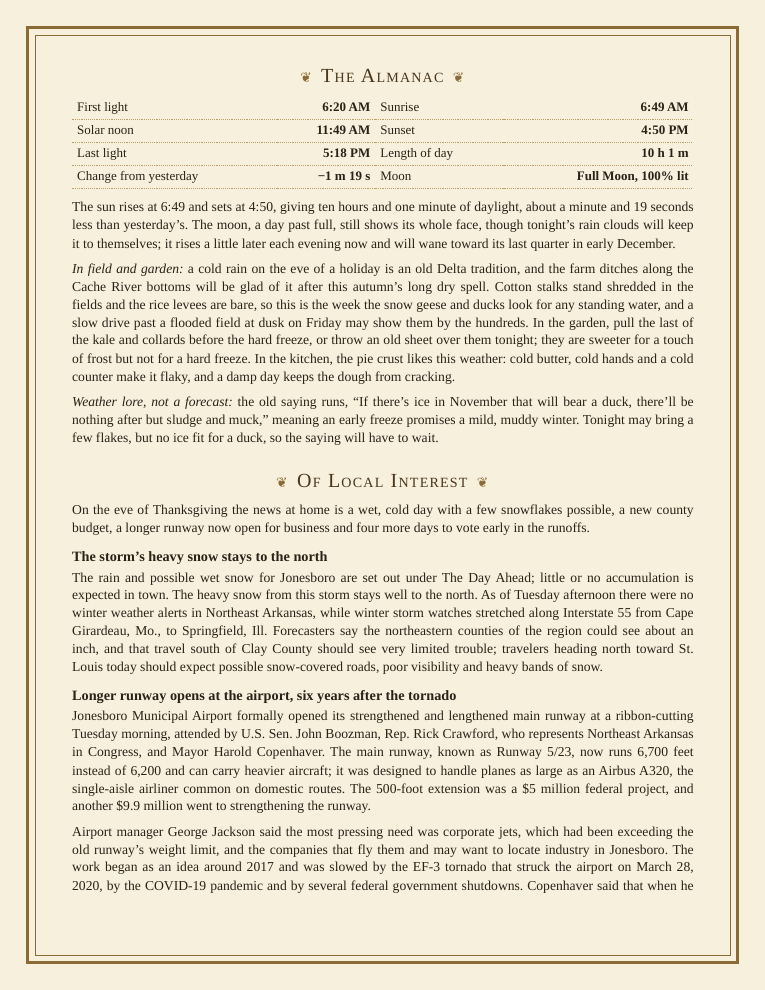 ❦ The Almanac ❦
First light 6:20 AM Sunrise 6:49 AM
Solar noon 11:49 AM Sunset 4:50 PM
Last light 5:18 PM Length of day 10 h 1 m
Change from yesterday −1 m 19 s Moon Full Moon, 100% lit
The sun rises at 6:49 and sets at 4:50, giving ten hours and one minute of daylight, about a minute and 19 seconds
less than yesterday’s. The moon, a day past full, still shows its whole face, though tonight’s rain clouds will keep
it to themselves; it rises a little later each evening now and will wane toward its last quarter in early December.
In field and garden: a cold rain on the eve of a holiday is an old Delta tradition, and the farm ditches along the
Cache River bottoms will be glad of it after this autumn’s long dry spell. Cotton stalks stand shredded in the
fields and the rice levees are bare, so this is the week the snow geese and ducks look for any standing water, and a
slow drive past a flooded field at dusk on Friday may show them by the hundreds. In the garden, pull the last of
the kale and collards before the hard freeze, or throw an old sheet over them tonight; they are sweeter for a touch
of frost but not for a hard freeze. In the kitchen, the pie crust likes this weather: cold butter, cold hands and a cold
counter make it flaky, and a damp day keeps the dough from cracking.
Weather lore, not a forecast: the old saying runs, “If there’s ice in November that will bear a duck, there’ll be
nothing after but sludge and muck,” meaning an early freeze promises a mild, muddy winter. Tonight may bring a
few flakes, but no ice fit for a duck, so the saying will have to wait.
❦ Of Local Interest ❦
On the eve of Thanksgiving the news at home is a wet, cold day with a few snowflakes possible, a new county
budget, a longer runway now open for business and four more days to vote early in the runoffs.
The storm’s heavy snow stays to the north
The rain and possible wet snow for Jonesboro are set out under The Day Ahead; little or no accumulation is
expected in town. The heavy snow from this storm stays well to the north. As of Tuesday afternoon there were no
winter weather alerts in Northeast Arkansas, while winter storm watches stretched along Interstate 55 from Cape
Girardeau, Mo., to Springfield, Ill. Forecasters say the northeastern counties of the region could see about an
inch, and that travel south of Clay County should see very limited trouble; travelers heading north toward St.
Louis today should expect possible snow-covered roads, poor visibility and heavy bands of snow.
Longer runway opens at the airport, six years after the tornado
Jonesboro Municipal Airport formally opened its strengthened and lengthened main runway at a ribbon-cutting
Tuesday morning, attended by U.S. Sen. John Boozman, Rep. Rick Crawford, who represents Northeast Arkansas
in Congress, and Mayor Harold Copenhaver. The main runway, known as Runway 5/23, now runs 6,700 feet
instead of 6,200 and can carry heavier aircraft; it was designed to handle planes as large as an Airbus A320, the
single-aisle airliner common on domestic routes. The 500-foot extension was a $5 million federal project, and
another $9.9 million went to strengthening the runway.
Airport manager George Jackson said the most pressing need was corporate jets, which had been exceeding the
old runway’s weight limit, and the companies that fly them and may want to locate industry in Jonesboro. The
work began as an idea around 2017 and was slowed by the EF-3 tornado that struck the airport on March 28,
2020, by the COVID-19 pandemic and by several federal government shutdowns. Copenhaver said that when he